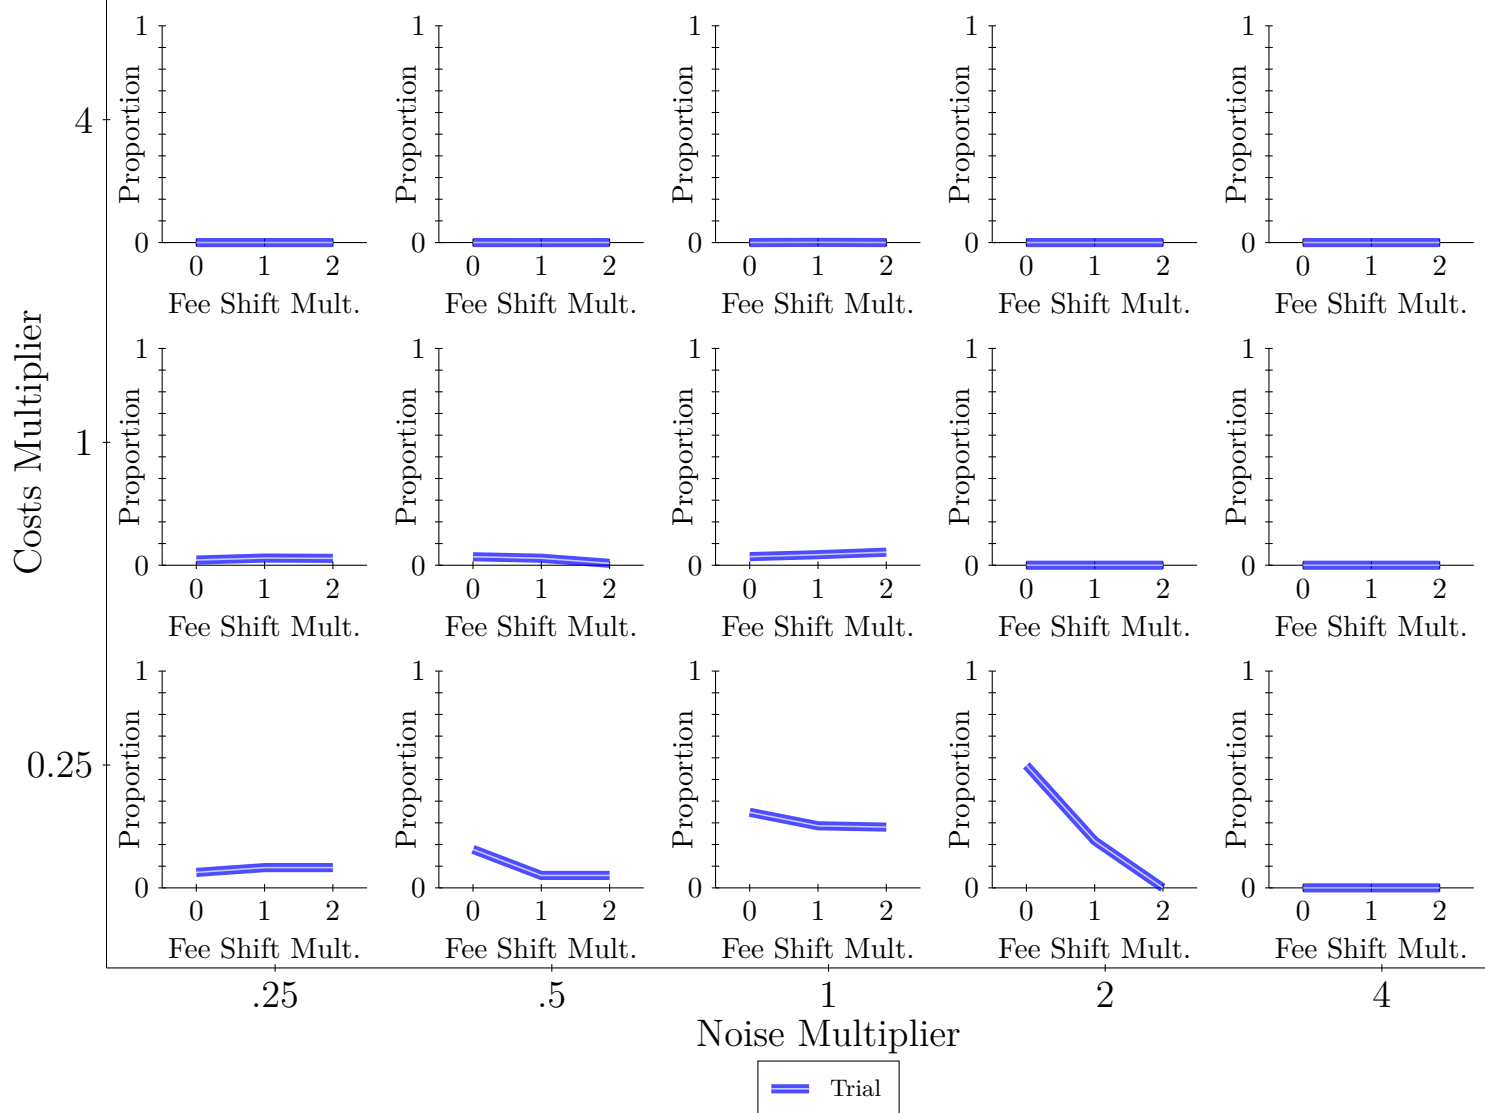 1 1 1 1 1
Proportion Proportion Proportion Proportion Proportion
4
0 0 0 0 0
0 1 2 0 1 2 0 1 2 0 1 2 0 1 2
Fee Shift Mult. Fee Shift Mult. Fee Shift Mult. Fee Shift Mult. Fee Shift Mult.
Costs Multiplier
1 1 1 1 1
Proportion Proportion Proportion Proportion Proportion
1
0 0 0 0 0
0 1 2 0 1 2 0 1 2 0 1 2 0 1 2
Fee Shift Mult. Fee Shift Mult. Fee Shift Mult. Fee Shift Mult. Fee Shift Mult.
1 1 1 1 1
Proportion Proportion Proportion Proportion Proportion
0.25
0 0 0 0 0
0 1 2 0 1 2 0 1 2 0 1 2 0 1 2
Fee Shift Mult. Fee Shift Mult. Fee Shift Mult. Fee Shift Mult. Fee Shift Mult.
.25 .5 1 2 4
Noise Multiplier
Trial